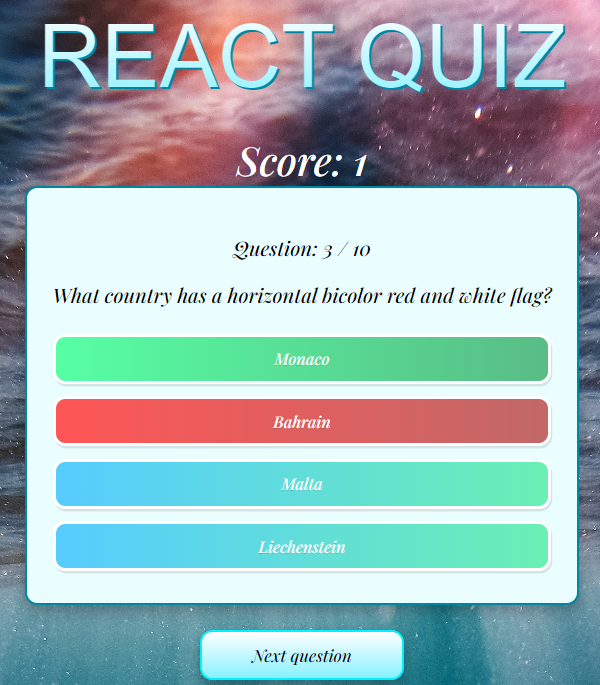 REACT QUIZ
Score: 1
Question: 3 / 10
What country has a horizontal bicolor red and white flag?
Monaco
Bahrain
Malta
Liechenstein
Next question